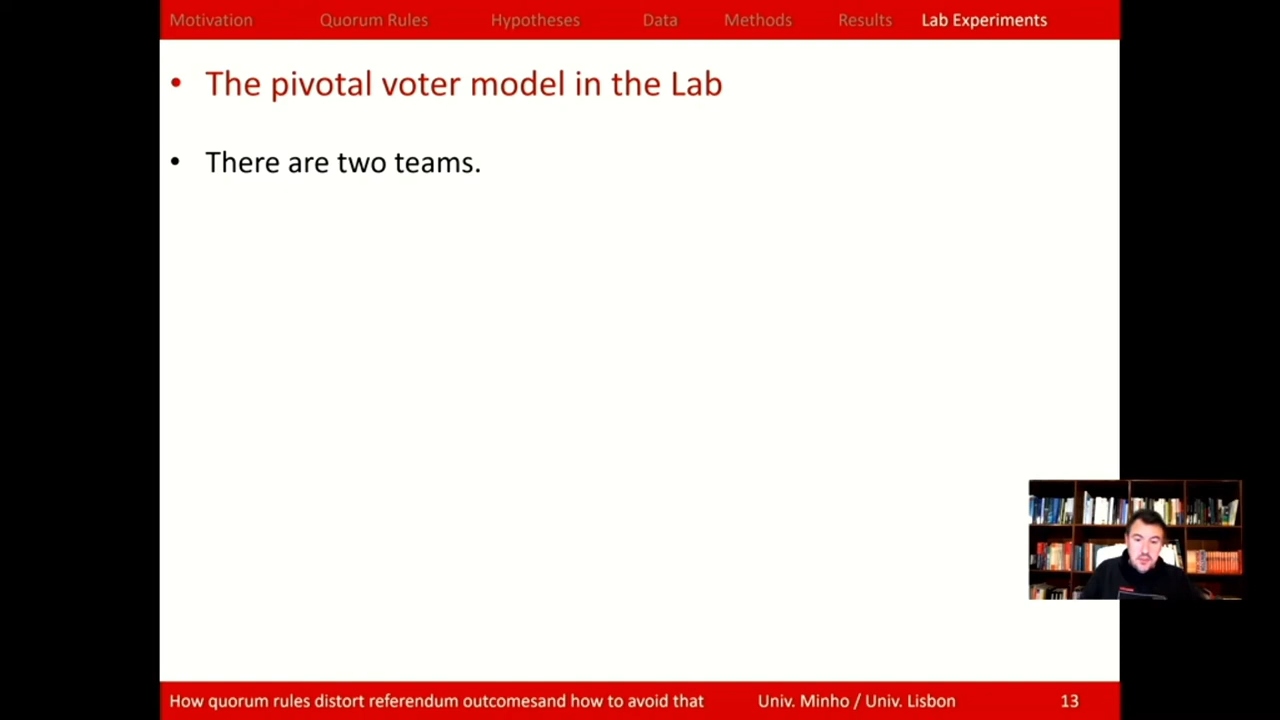 Motivation Quorum Rules Hypotheses Data Methods Results Lab Experiments
• The pivotal voter model in the Lab
• There are two teams.
How quorum rules distort referendum outcomesand how to avoid that Univ. Minho / Univ. Lisbon 13